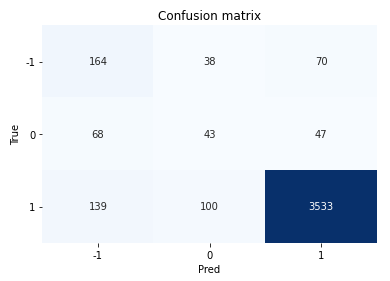 Confusion matrix
-1 164 38 70
0 68 43 47
1 139 100 3533
-1 0 1
True
Pred